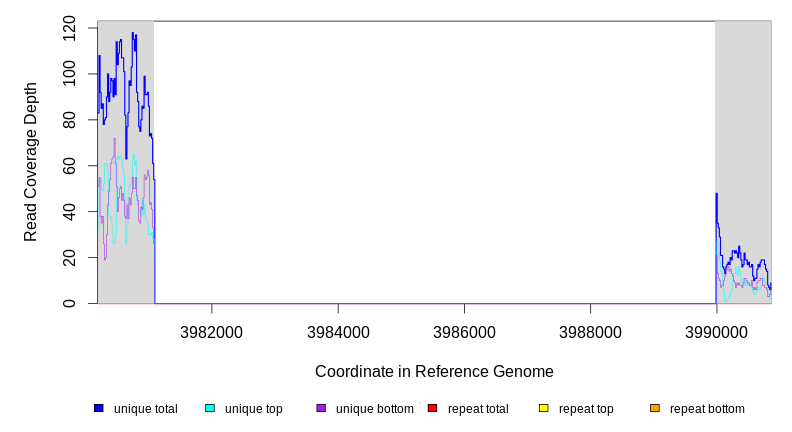 120
100
80
60
40
20
0
Read Coverage Depth
3982000 3984000 3986000 3988000 3990000
Coordinate in Reference Genome
unique total unique top unique bottom repeat total repeat top repeat bottom